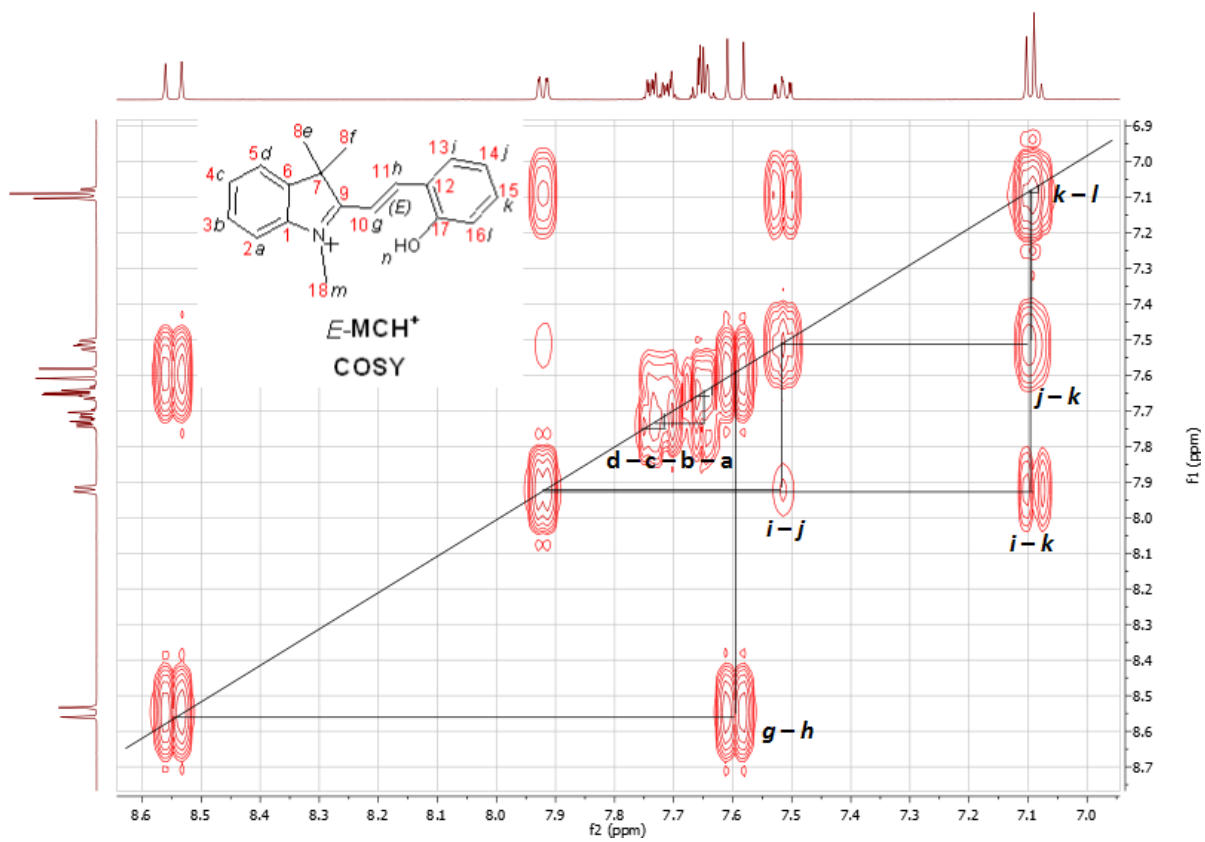 8e 8f
5d 13i
4c 6 11h 14j
7 9 12 15
3b (E) k
1 10 g 17 16l
2a N+ n HO
18m
E-MCH+
COSY
k – l
j – k
d – c – b – a
i – j
i – k
g – h
6.9
7.0
7.1
7.2
7.3
7.4
7.5
7.6
7.7
7.8
7.9
8.0
8.1
8.2
8.3
8.4
8.5
8.6
8.7
f1 (ppm)
8.6 8.5 8.4 8.3 8.2 8.1 8.0 7.9 7.8 7.7 7.6 7.5 7.4 7.3 7.2 7.1 7.0
f2 (ppm)